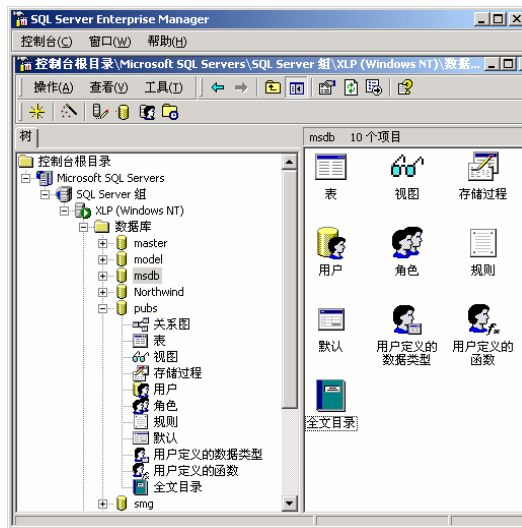 SQL Server Enterprise Manager
控制台(C) 窗口(W) 帮助(H)
控制台根目录\Microsoft SQL Servers\SQL Server 组\XLP (Windows NT)\数据...
操作(A) 查看(V) 工具(T)
树
msdb 10 个项目
控制台根目录
Microsoft SQL Servers
SQL Server 组
XLP (Windows NT)
数据库
master
model
msdb
Northwind
pubs
关系图
表
视图
存储过程
用户
角色
规则
默认
用户定义的数据类型
用户定义的函数
全文目录
smg
表 视图 存储过程
用户 角色 规则
默认 用户定义的数据类型 用户定义的函数
全文目录